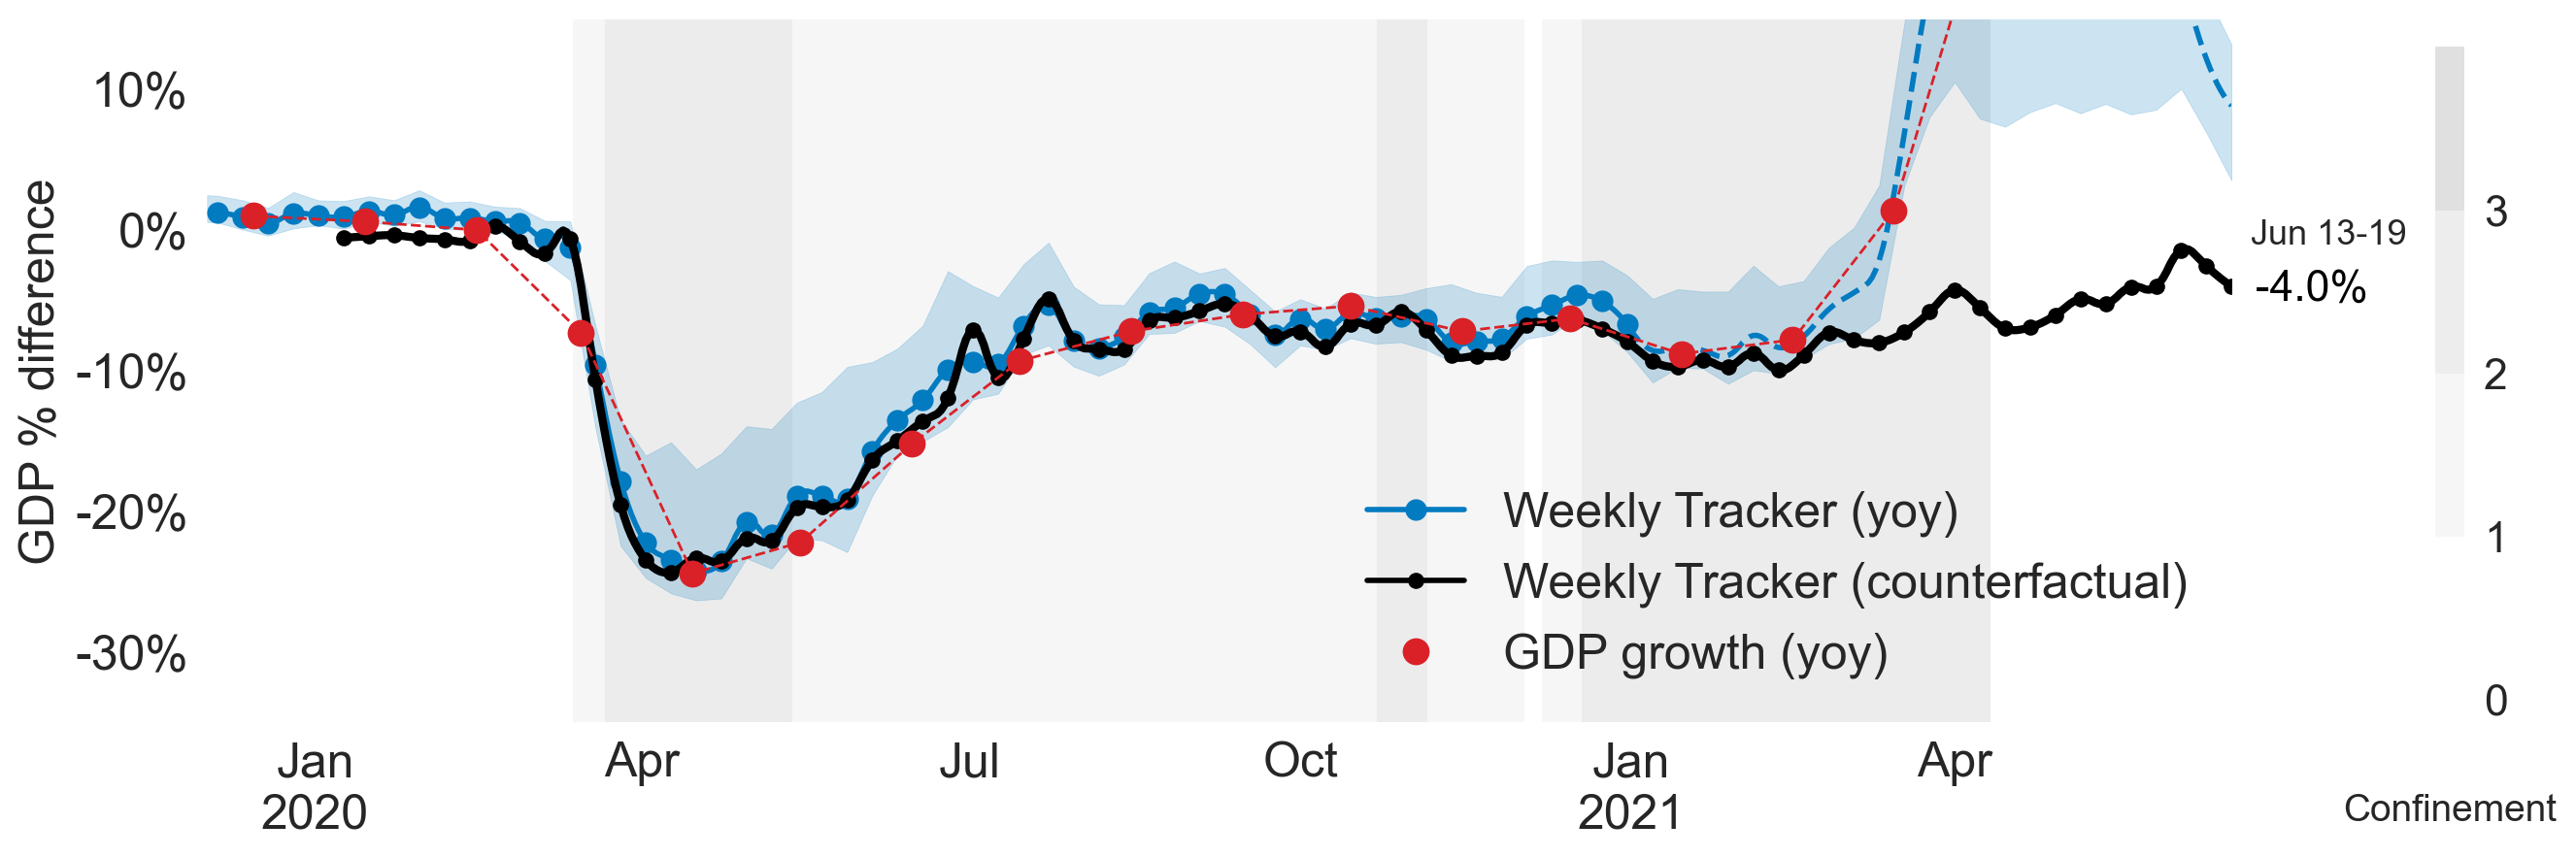 GDP % difference
10%
0%
-10%
-20%
-30%
Jun 13-19
-4.0%
Weekly Tracker (yoy)
Weekly Tracker (counterfactual)
GDP growth (yoy)
3
2
1
0
Jan
2020
Apr
Jul
Oct
Jan
2021
Apr
Confinement